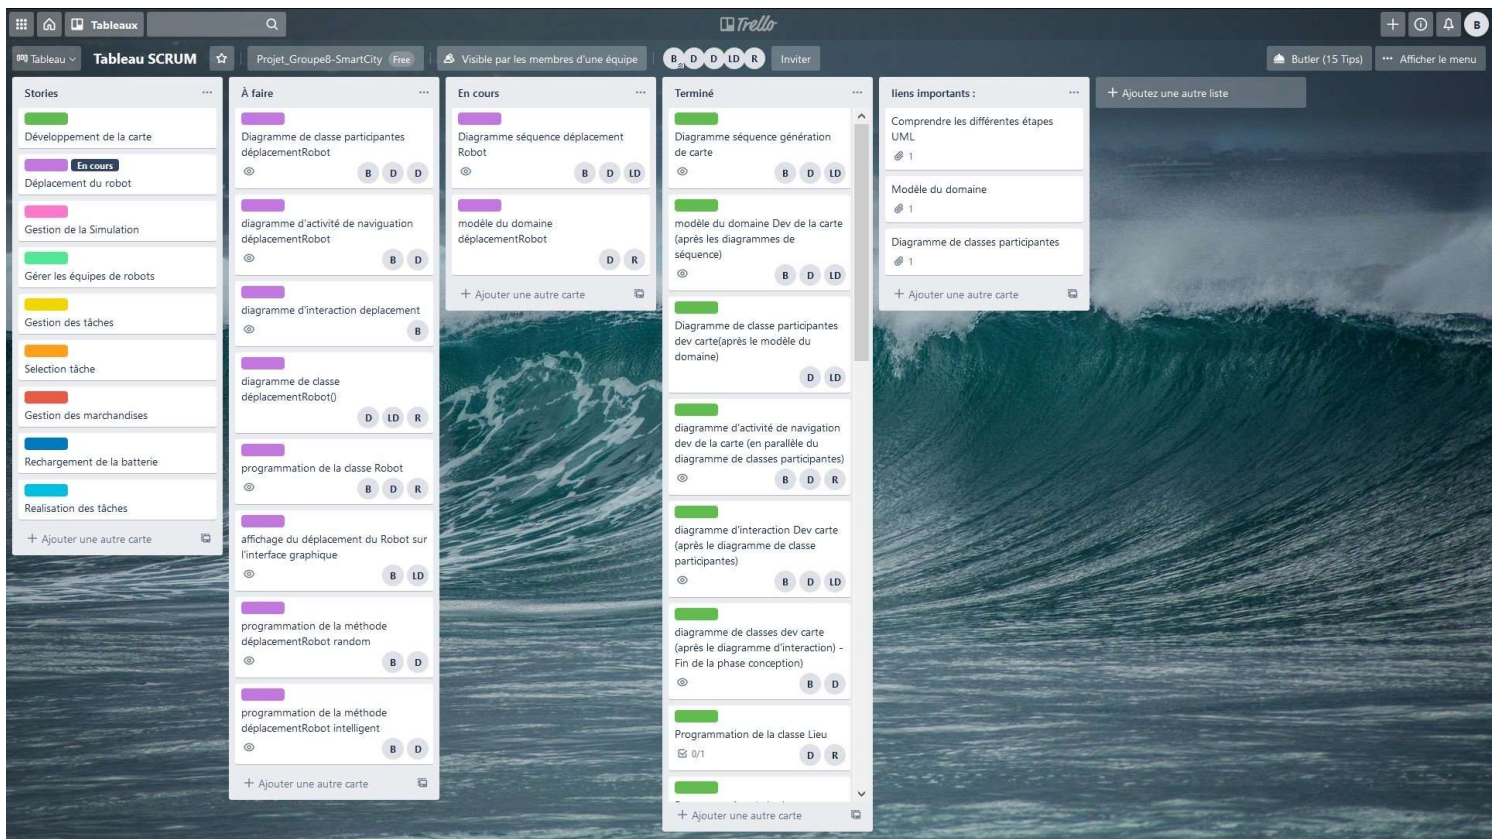 Tableaux
Trello
B
Tableau
Tableau SCRUM
Projet_Groupe8-SmartCity Free
Visible par les membres d'une équipe
B D D LD R
Inviter
Butler (15 Tips)
Afficher le menu
Stories
Développement de la carte
En cours
Déplacement du robot
Gestion de la Simulation
Gérer les équipes de robots
Gestion des tâches
Selection tâche
Gestion des marchandises
Rechargement de la batterie
Realisation des tâches
+ Ajouter une autre carte
À faire
Diagramme de classe participantes
déplacementRobot
B D D
diagramme d'activité de naviguation
déplacementRobot
B D
diagramme d'interaction deplacement
B
diagramme de classe
déplacementRobot()
D LD R
programmation de la classe Robot
B D R
affichage du déplacement du Robot sur
l'interface graphique
B LD
programmation de la méthode
déplacementRobot random
B D
programmation de la méthode
déplacementRobot intelligent
B D
+ Ajouter une autre carte
En cours
Diagramme séquence déplacement
Robot
B D LD
modèle du domaine
déplacementRobot
D R
+ Ajouter une autre carte
Terminé
Diagramme séquence génération
de carte
B D LD
modèle du domaine Dev de la carte
(après les diagrammes de
séquence)
B D LD
Diagramme de classe participantes
dev carte(après le modèle du
domaine)
D LD
diagramme d'activité de navigation
dev de la carte (en parallèle du
diagramme de classes participantes)
B D R
diagramme d'interaction Dev carte
(après le diagramme de classe
participantes)
B D LD
diagramme de classes dev carte
(après le diagramme d'interaction) -
Fin de la phase conception)
B D
Programmation de la classe Lieu
0/1
D R
+ Ajouter une autre carte
liens importants :
Comprendre les différentes étapes
UML
1
Modèle du domaine
1
Diagramme de classes participantes
1
+ Ajouter une autre carte
+ Ajoutez une autre liste